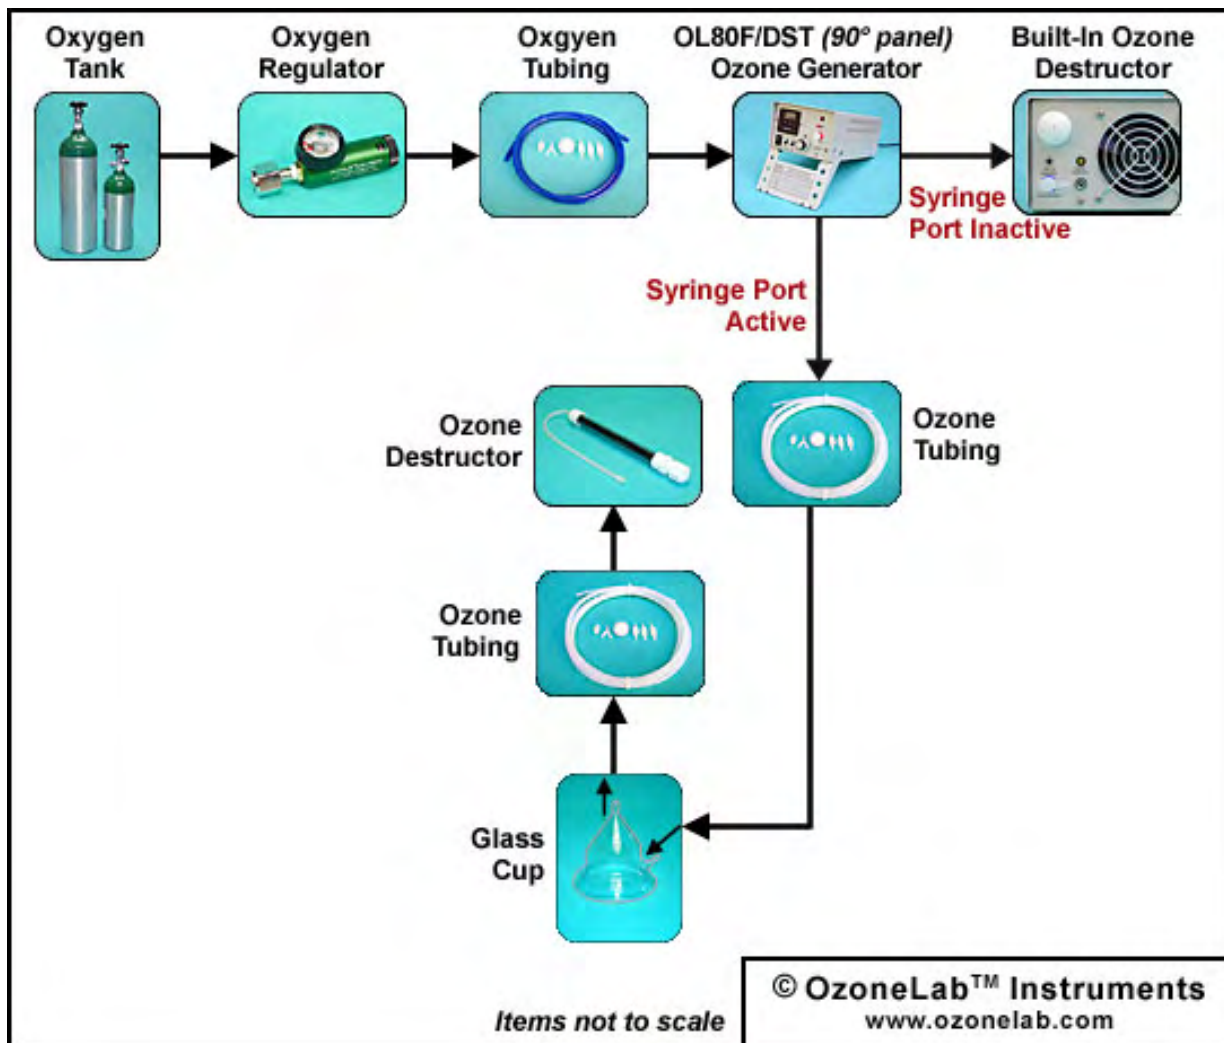 Oxygen
Tank
Oxygen
Regulator
Oxgyen
Tubing
OL80F/DST (90° panel)
Ozone Generator
Built-In Ozone
Destructor
Syringe
Port Inactive
Syringe Port
Active
Ozone
Destructor
Ozone
Tubing
Ozone
Tubing
Glass
Cup
Items not to scale
© OzoneLab™ Instruments
www.ozonelab.com